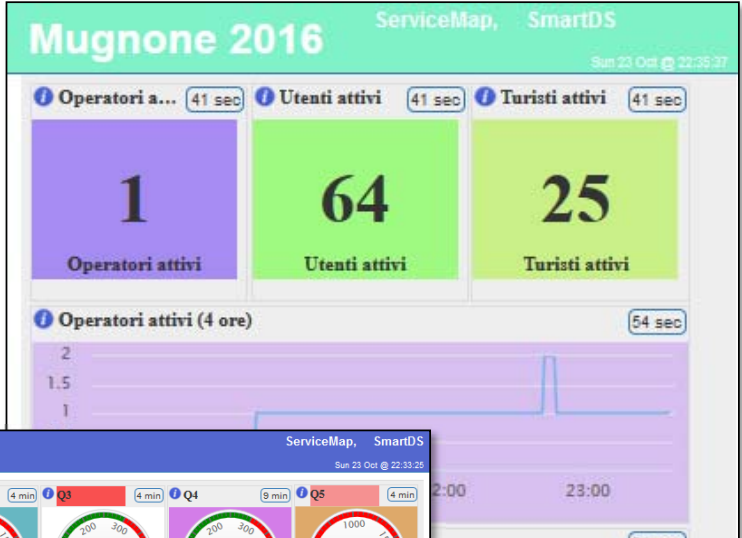 Mugnone 2016
ServiceMap, SmartDS
Sun 23 Oct @ 22:35:37
Operatori a... 41 sec Utenti attivi 41 sec Turisti attivi 41 sec
1 64 25
Operatori attivi Utenti attivi Turisti attivi
Operatori attivi (4 ore) 54 sec
2
1.5
1
2:00 23:00
ServiceMap, SmartDS
Sun 23 Oct @ 22:33:25
4 min Q3 4 min Q4 9 min Q5 4 min
200 300 200 300 1000